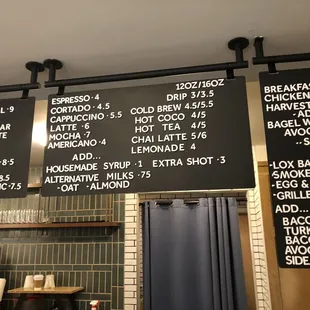 ESPRESSO • 4
CORTADO • 4.5
CAPPUCCINO • 5.5
LATTE • 6
MOCHA • 7
AMERICANO • 4
12OZ/16OZ
DRIP 3/3.5
COLD BREW 4.5/5.5
HOT COCO 4/5
HOT TEA 4/5
CHAI LATTE 5/6
LEMONADE 4
ADD...
HOUSEMADE SYRUP • 1 EXTRA SHOT • 3
ALTERNATIVE MILKS • 75
- OAT - ALMOND
BREAKFAS
CHICKEN
HARVEST
AD
BAGEL W
AVOC
- S
- LOX BA
- EGG &
- GRILLE
ADD...
BACO
TURK
BACO
AVOC
SIDE